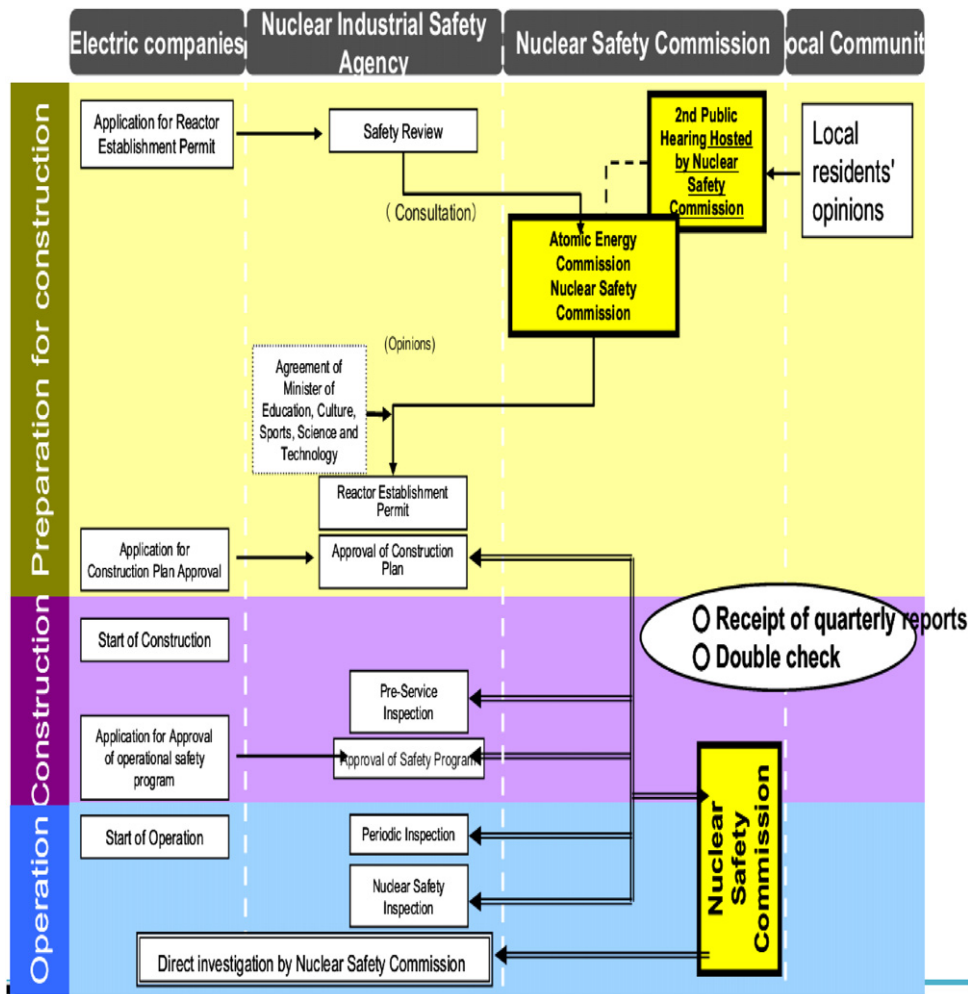 Electric companies
Nuclear Industrial Safety
Agency
Nuclear Safety Commission
ocal Communit
Preparation for construction
Application for Reactor
Establishment Permit
Safety Review
2nd Public
Hearing Hosted
by Nuclear
Safety
Commission
Local
residents'
opinions
( Consultation)
Atomic Energy
Commission
Nuclear Safety
Commission
(Opinions)
Agreement of
Minister of
Education, Culture,
Sports, Science and
Technology
Reactor Establishment
Permit
Application for
Construction Plan Approval
Approval of Construction
Plan
Construction
Start of Construction
O Receipt of quarterly reports
O Double check
Pre-Service
Inspection
Application for Approval
of operational safety
program
Approval of Safety Program
Nuclear
Safety
Commission
Operation
Start of Operation
Periodic Inspection
Nuclear Safety
Inspection
Direct investigation by Nuclear Safety Commission